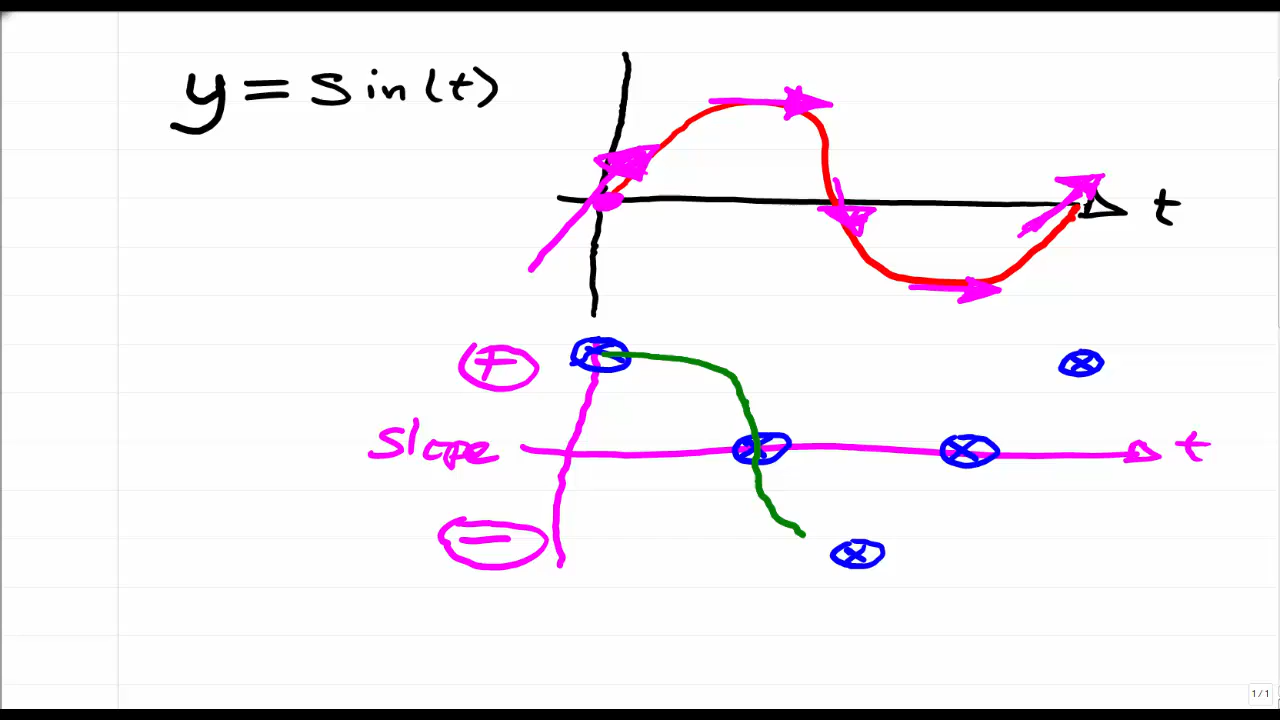 y = sin(t)
t
+
slope
t
−
1/1